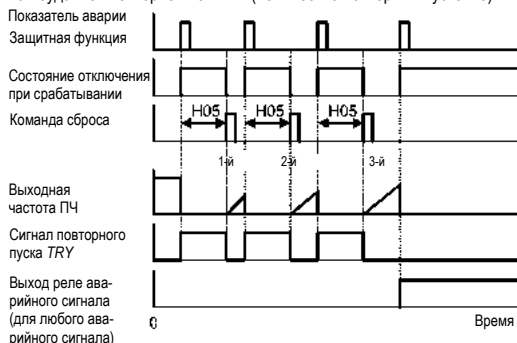 Показатель аварии
Защитная функция
Состояние отключения
при срабатывании
Команда сброса
H05
H05
H05
1-й
2-й
3-й
Выходная
частота ПЧ
Сигнал повторного
пуска TRY
Выход реле ава-
рийного сигнала
(для любого ава-
рийного сигнала)
0
Время